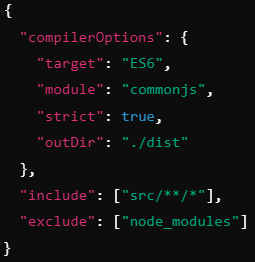 {
  "compilerOptions": {
    "target": "ES6",
    "module": "commonjs",
    "strict": true,
    "outDir": "./dist"
  },
  "include": ["src/**/*"],
  "exclude": ["node_modules"]
}